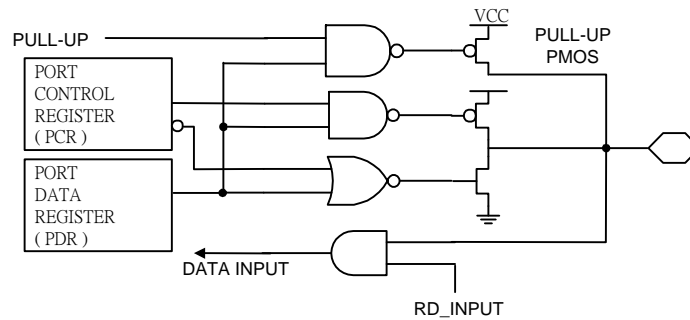 VCC
PULL-UP
PULL-UP
PMOS
PORT
CONTROL
REGISTER
( PCR )
PORT
DATA
REGISTER
( PDR )
DATA INPUT
RD_INPUT